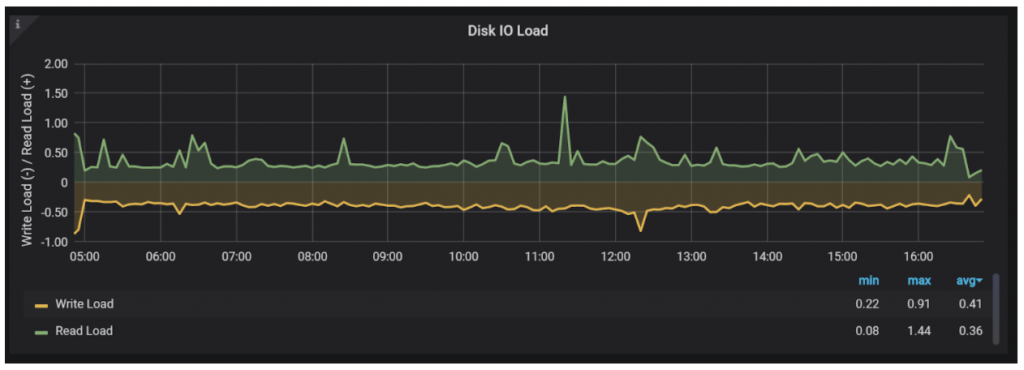 i
Disk IO Load
Write Load (-) / Read Load (+)
2.00
1.50
1.00
0.50
0
-0.50
-1.00
05:00 06:00 07:00 08:00 09:00 10:00 11:00 12:00 13:00 14:00 15:00 16:00
min max avg
Write Load 0.22 0.91 0.41
Read Load 0.08 1.44 0.36